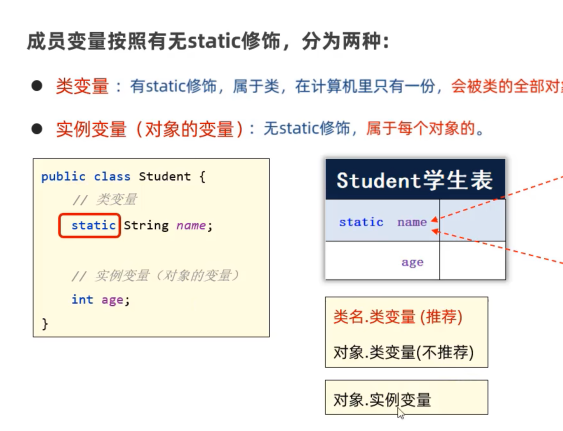 成员变量按照有无static修饰，分为两种：
● 类变量：有static修饰，属于类，在计算机里只有一份，会被类的全部对
● 实例变量（对象的变量）：无static修饰，属于每个对象的。
public class Student {
// 类变量
static String name;
// 实例变量（对象的变量）
int age;
}
Student学生表
static name
age
类名.类变量 (推荐)
对象.类变量(不推荐)
对象.实例变量